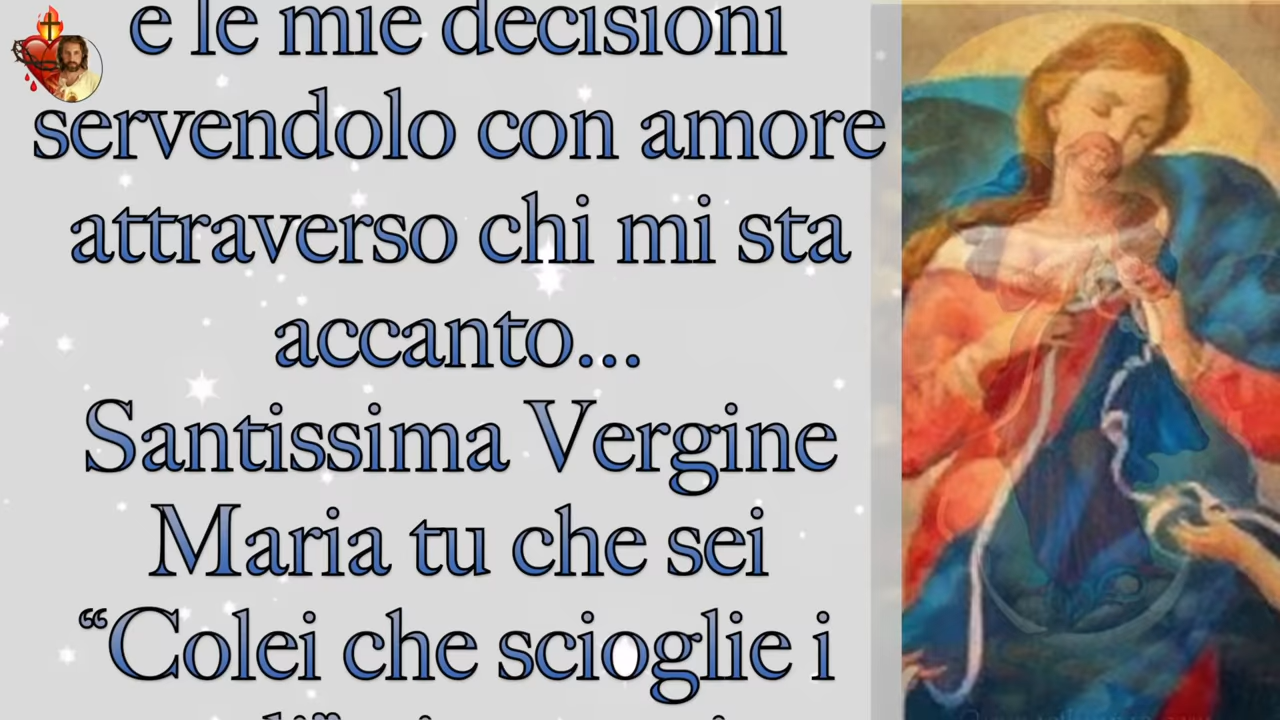 e le mie decisioni
servendolo con amore
attraverso chi mi sta
accanto...
Santissima Vergine
Maria tu che sei
“Colei che scioglie i